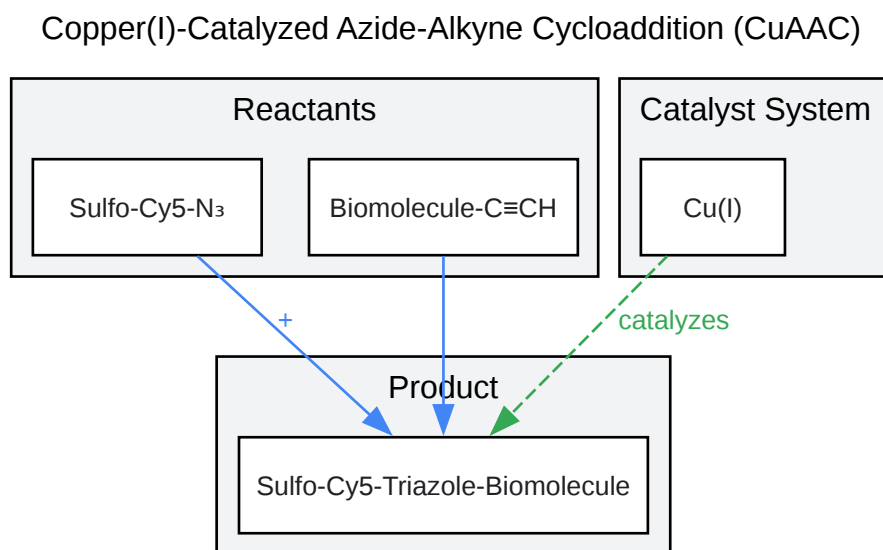 Copper(I)-Catalyzed Azide-Alkyne Cycloaddition (CuAAC)
Reactants
Catalyst System
Sulfo-Cy5-N₃
Biomolecule-C≡CH
Cu(I)
+
catalyzes
Product
Sulfo-Cy5-Triazole-Biomolecule